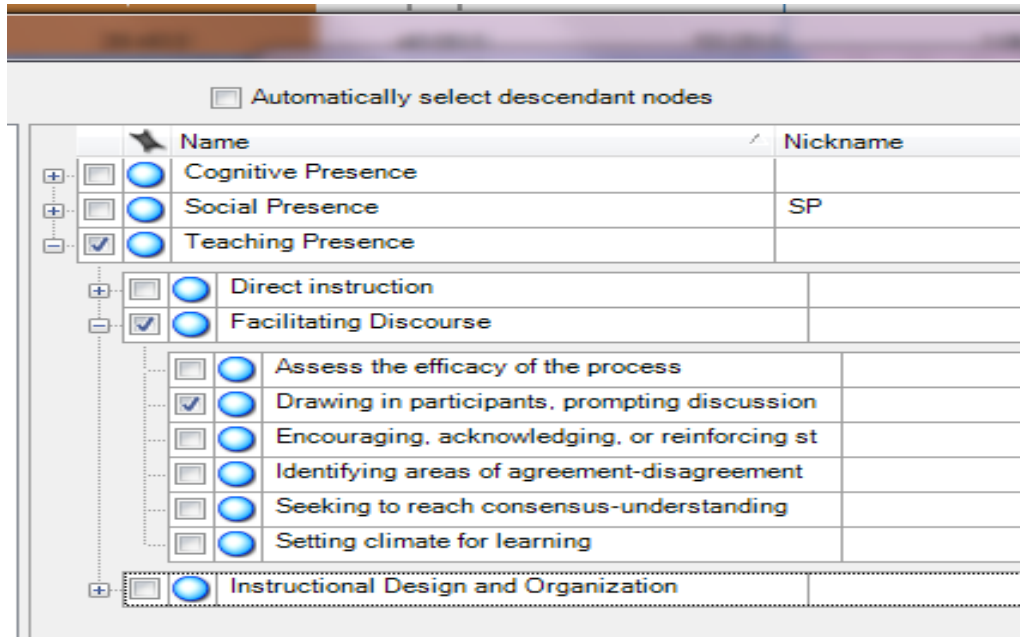 Automatically select descendant nodes
Name Nickname
Cognitive Presence
Social Presence SP
Teaching Presence
Direct instruction
Facilitating Discourse
Assess the efficacy of the process
Drawing in participants, prompting discussion
Encouraging, acknowledging, or reinforcing st
Identifying areas of agreement-disagreement
Seeking to reach consensus-understanding
Setting climate for learning
Instructional Design and Organization